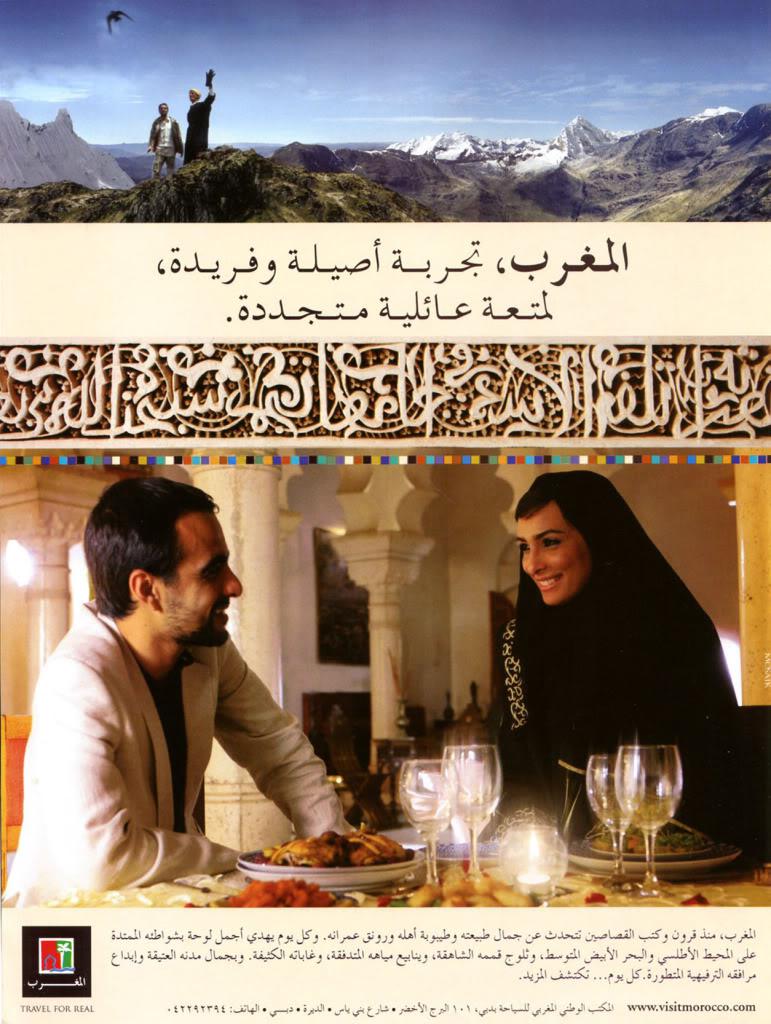 المغرب، تجربة أصيلة وفريدة،
لمتعة عائلية متجددة.
MOSAIK
المغرب، منذ قرون وكتب القصاصين تتحدث عن جمال طبيعته وطيبوبة أهله ورونق عمرانه. وكل يوم يهدي أجمل لوحة بشواطئه الممتدة
على المحيط الأطلسي والبحر الأبيض المتوسط، وثلوج قممه الشاهقة، وينابيع مياهه المتدفقة، وغاباته الكثيفة. وبجمال مدنه العتيقة وإبداع
مرافقه الترفيهية المتطورة. كل يوم... تكتشف المزيد.
المغرب
TRAVEL FOR REAL
www.visitmorocco.com المكتب الوطني المغربي للسياحة بدبي، ١٠١ البرج الأخضر • شارع بني ياس • الديرة • دبسي • الهاتف: ٠٤٢٢٩٢٣٩٤